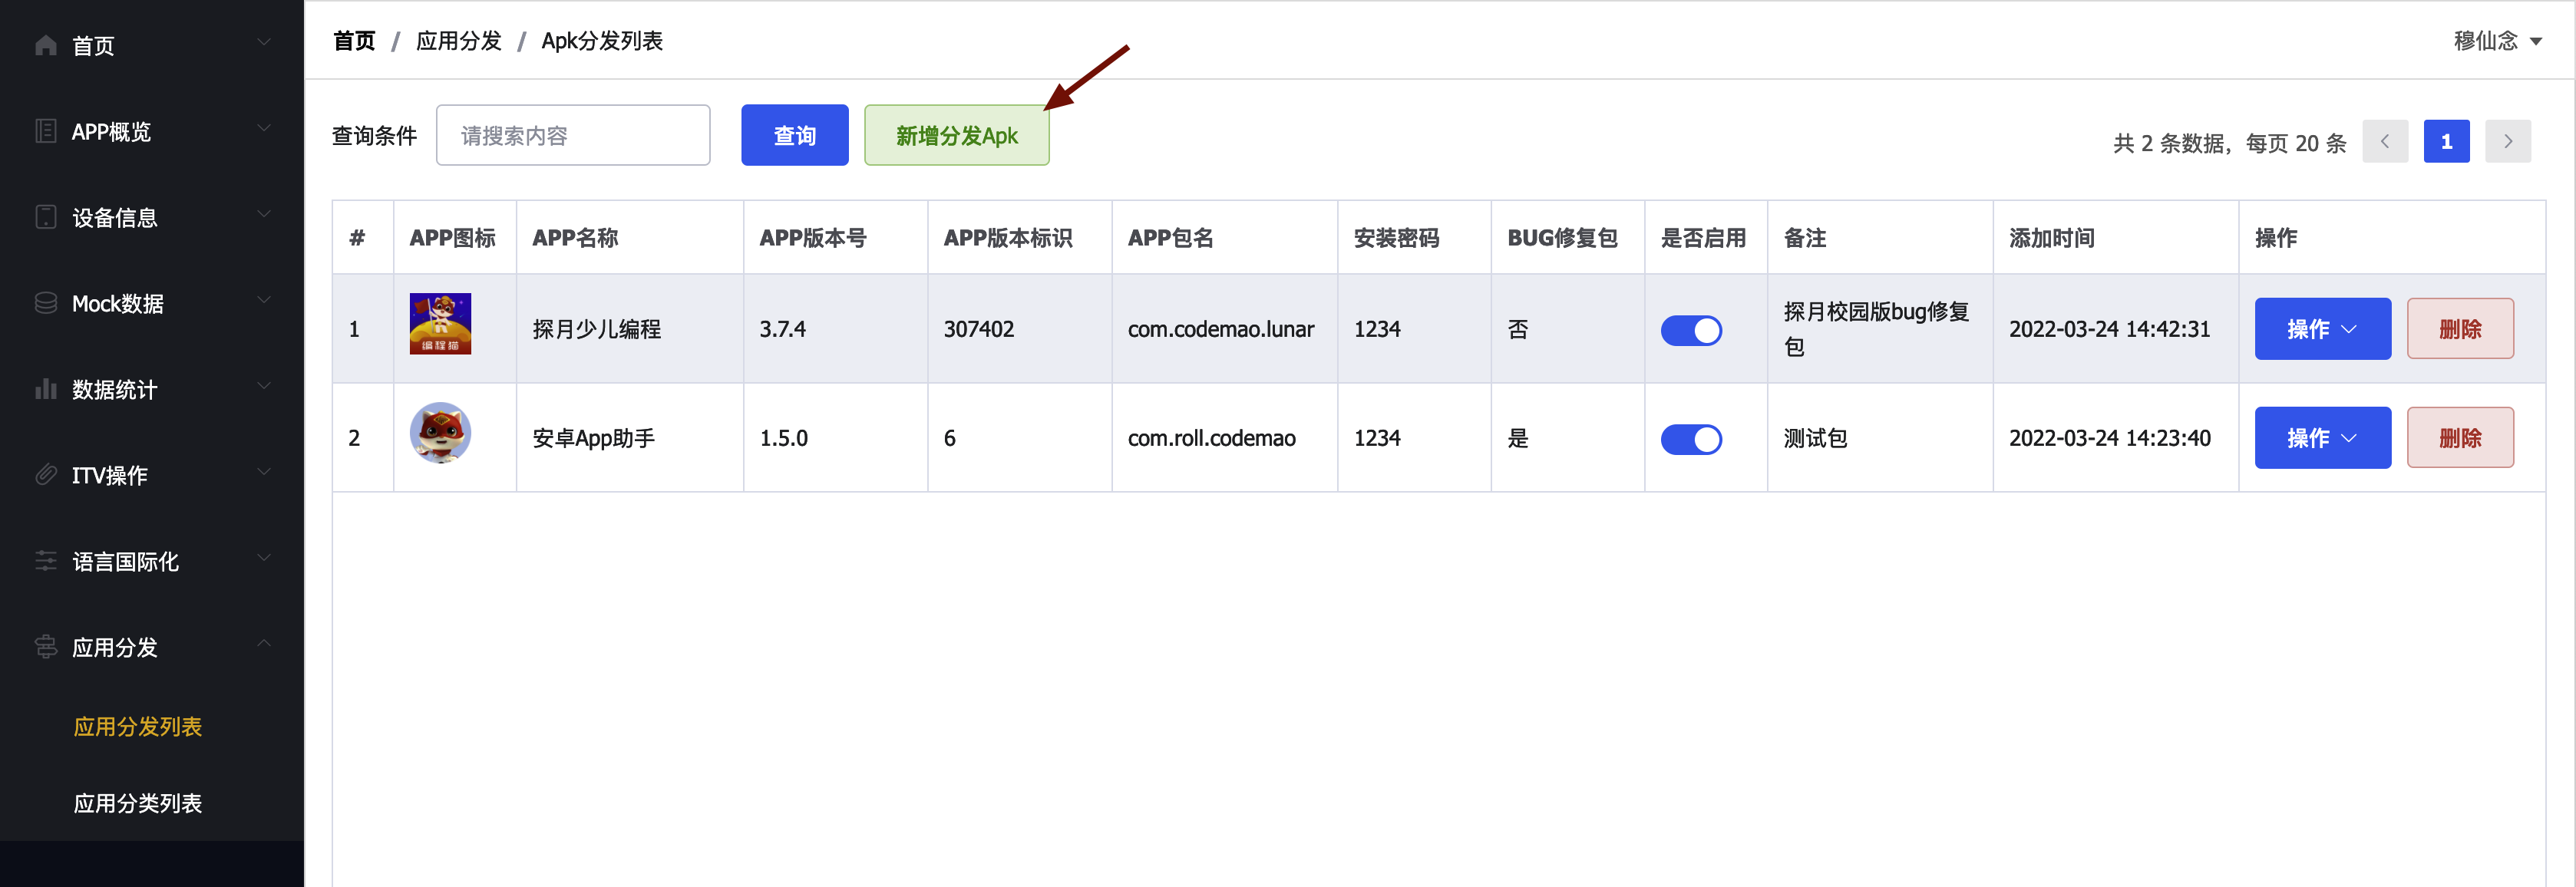 首页
APP概览
设备信息
Mock数据
数据统计
ITV操作
语言国际化
应用分发
应用分发列表
应用分类列表
首页 / 应用分发 / Apk分发列表
穆仙念
查询条件 请搜索内容 查询 新增分发Apk
共 2 条数据，每页 20 条 1
# APP图标 APP名称 APP版本号 APP版本标识 APP包名 安装密码 BUG修复包 是否启用 备注 添加时间 操作
1 编程猫 探月少儿编程 3.7.4 307402 com.codemao.lunar 1234 否 探月校园版bug修复
包 2022-03-24 14:42:31 操作 删除
2 安卓App助手 1.5.0 6 com.roll.codemao 1234 是 测试包 2022-03-24 14:23:40 操作 删除